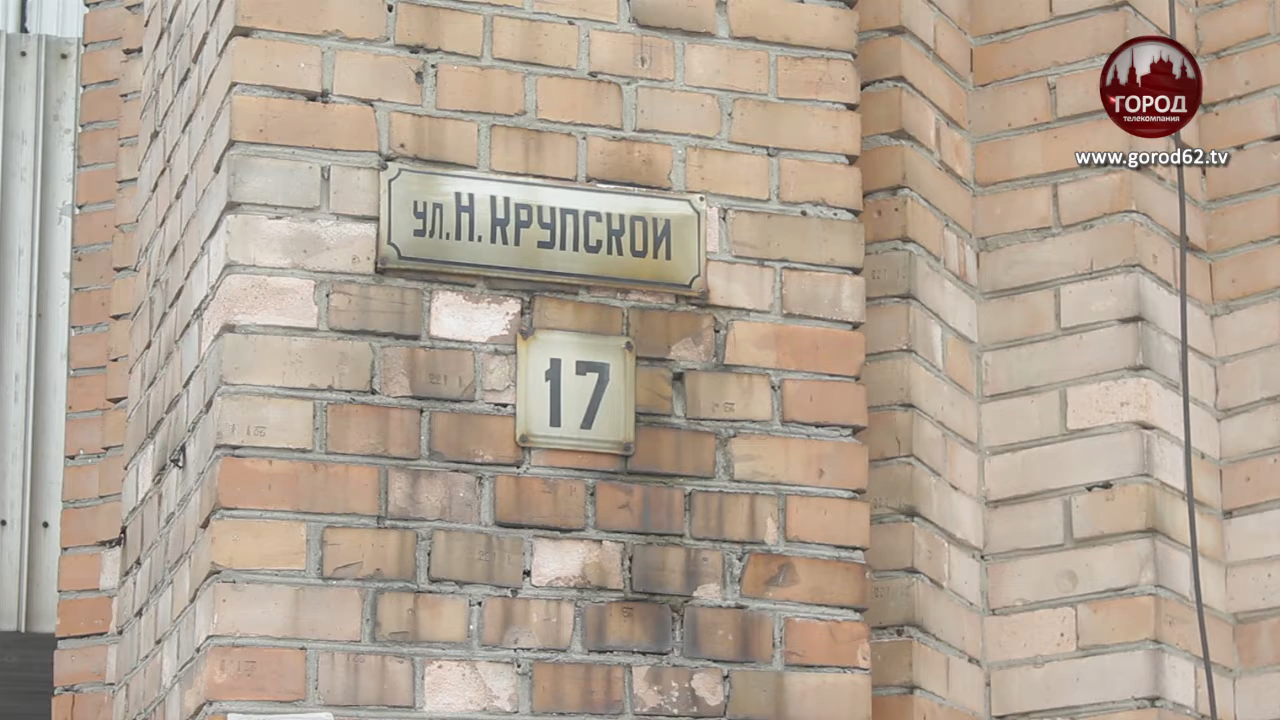 ГОРОД
телекомпания
www.gorod62.tv
ул. Н. Крупской
17